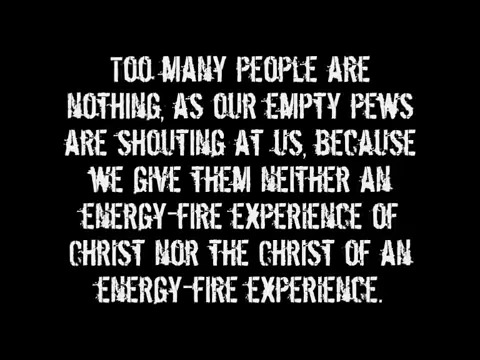 TOO MANY PEOPLE ARE
NOTHING, AS OUR EMPTY PEWS
ARE SHOUTING AT US, BECAUSE
WE GIVE THEM NEITHER AN
ENERGY-FIRE EXPERIENCE OF
CHRIST NOR THE CHRIST OF AN
ENERGY-FIRE EXPERIENCE.